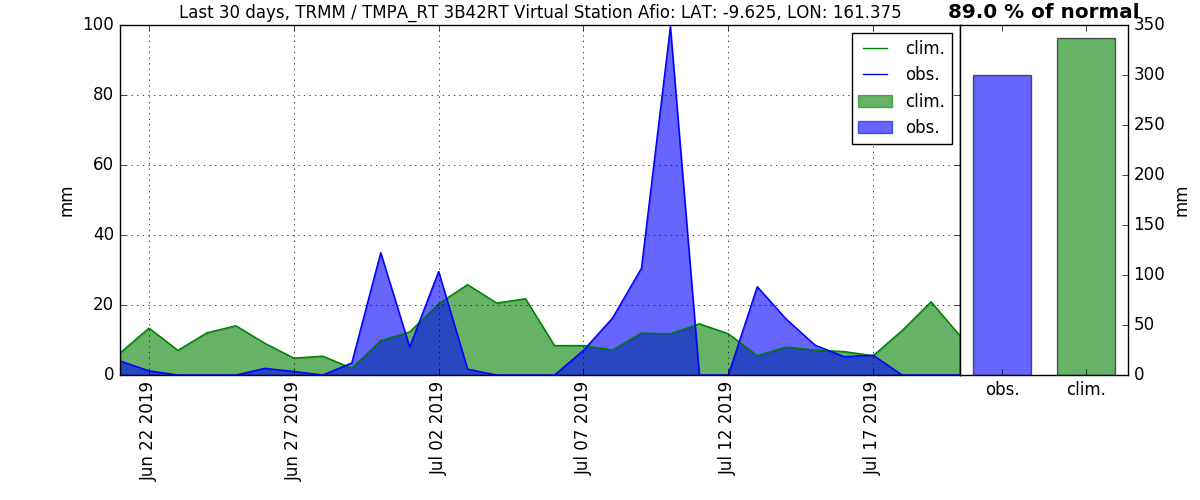 Last 30 days, TRMM / TMPA_RT 3B42RT Virtual Station Afio: LAT: -9.625, LON: 161.375
89.0 % of normal
mm
100
80
60
40
20
0
clim.
obs.
clim.
obs.
Jun 22 2019
Jun 27 2019
Jul 02 2019
Jul 07 2019
Jul 12 2019
Jul 17 2019
350
300
250
200
150
100
50
0
mm
obs.
clim.